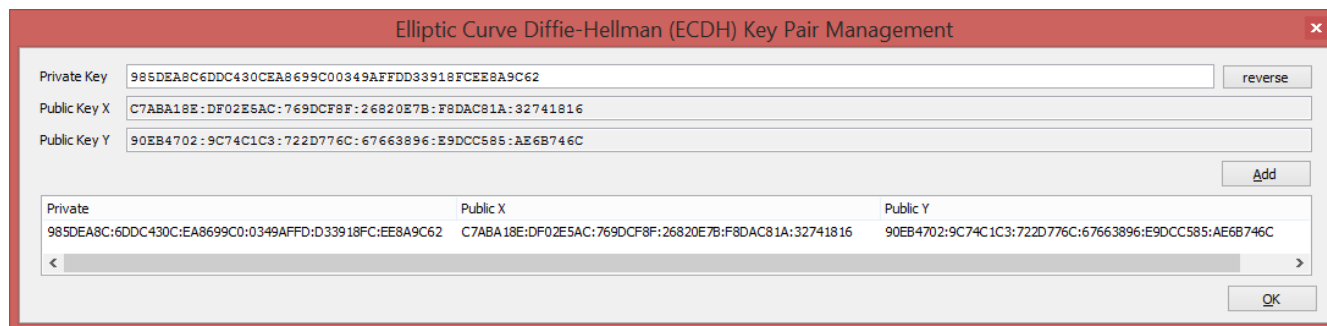 Elliptic Curve Diffie-Hellman (ECDH) Key Pair Management x
Private Key 985DEA8C6DDC430CEA8699C00349AFFDD33918FCEE8A9C62 reverse
Public Key X C7ABA18E:DF02E5AC:769DCF8F:26820E7B:F8DAC81A:32741816
Public Key Y 90EB4702:9C74C1C3:722D776C:67663896:E9DCC585:AE6B746C
Add
Private Public X Public Y
985DEA8C:6DDC430C:EA8699C0:0349AFFD:D33918FC:EE8A9C62 C7ABA18E:DF02E5AC:769DCF8F:26820E7B:F8DAC81A:32741816 90EB4702:9C74C1C3:722D776C:67663896:E9DCC585:AE6B746C
OK